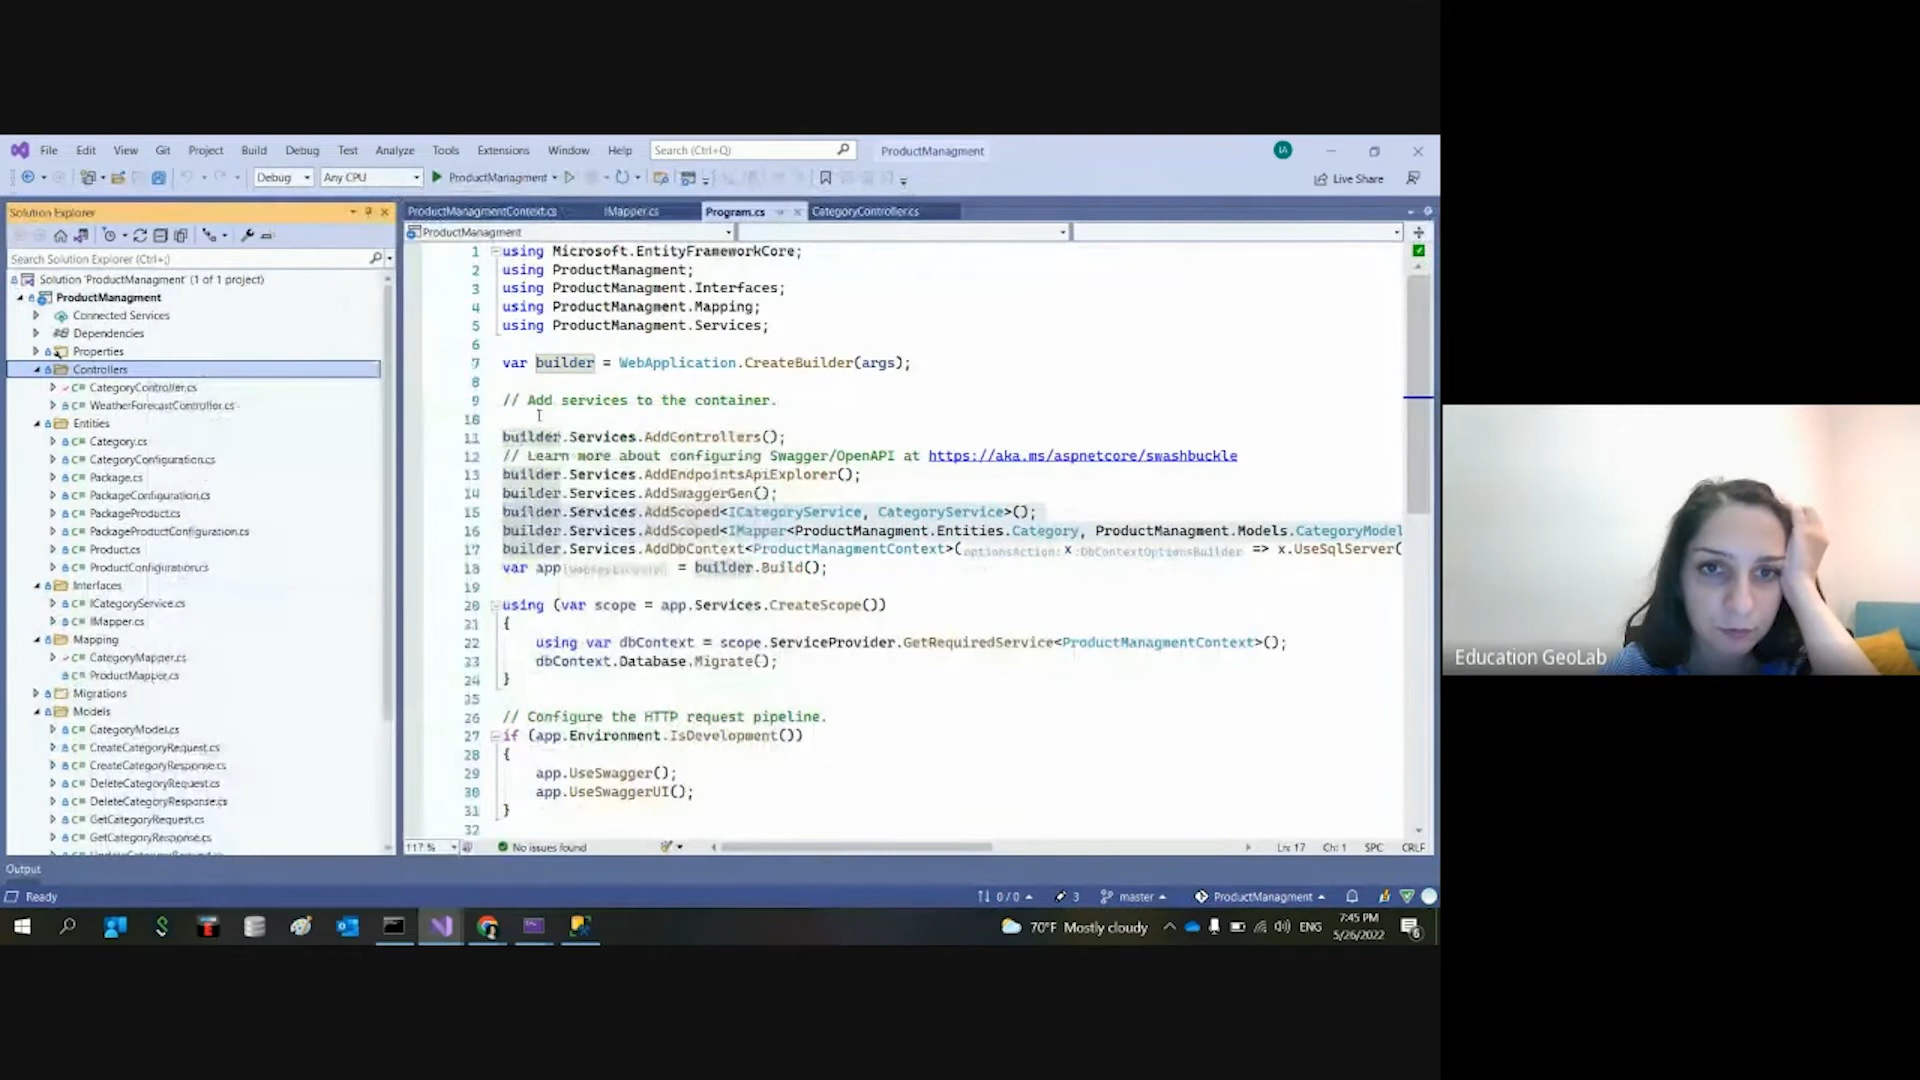 File Edit View Git Project Build Debug Test Analyze Tools Extensions Window Help Search (Ctrl+Q) ProductManagment IA
Debug Any CPU ProductManagment Live Share
Solution Explorer
Search Solution Explorer (Ctrl+;)
Solution 'ProductManagment' (1 of 1 project)
ProductManagment
Connected Services
Dependencies
Properties
Controllers
C# CategoryController.cs
C# WeatherForecastController.cs
Entities
C# Category.cs
C# CategoryConfiguration.cs
C# Package.cs
C# PackageConfiguration.cs
C# PackageProduct.cs
C# PackageProductConfiguration.cs
C# Product.cs
C# ProductConfiguration.cs
Interfaces
C# ICategoryService.cs
C# IMapper.cs
Mapping
C# CategoryMapper.cs
C# ProductMapper.cs
Migrations
Models
C# CategoryModel.cs
C# CreateCategoryRequest.cs
C# CreateCategoryResponse.cs
C# DeleteCategoryRequest.cs
C# DeleteCategoryResponse.cs
C# GetCategoryRequest.cs
C# GetCategoryResponse.cs
ProductManagmentContext.cs IMapper.cs Program.cs CategoryController.cs
ProductManagment
1 using Microsoft.EntityFrameworkCore;
2 using ProductManagment;
3 using ProductManagment.Interfaces;
4 using ProductManagment.Mapping;
5 using ProductManagment.Services;
6
7 var builder = WebApplication.CreateBuilder(args);
8
9 // Add services to the container.
10
11 builder.Services.AddControllers();
12 // Learn more about configuring Swagger/OpenAPI at https://aka.ms/aspnetcore/swashbuckle
13 builder.Services.AddEndpointsApiExplorer();
14 builder.Services.AddSwaggerGen();
15 builder.Services.AddScoped<ICategoryService, CategoryService>();
16 builder.Services.AddScoped<IMapper<ProductManagment.Entities.Category, ProductManagment.Models.CategoryModel
17 builder.Services.AddDbContext<ProductManagmentContext>(optionsAction: x :DbContextOptionsBuilder => x.UseSqlServer(
18 var app = builder.Build();
19
20 using (var scope = app.Services.CreateScope())
21 {
22 using var dbContext = scope.ServiceProvider.GetRequiredService<ProductManagmentContext>();
23 dbContext.Database.Migrate();
24 }
25
26 // Configure the HTTP request pipeline.
27 if (app.Environment.IsDevelopment())
28 {
29 app.UseSwagger();
30 app.UseSwaggerUI();
31 }
32
117 % No issues found Ln: 17 Ch: 1 SPC CRLF
Output
Ready 0 / 0 3 master ProductManagment
70°F Mostly cloudy ENG 7:45 PM
5/26/2022 6
Education GeoLab